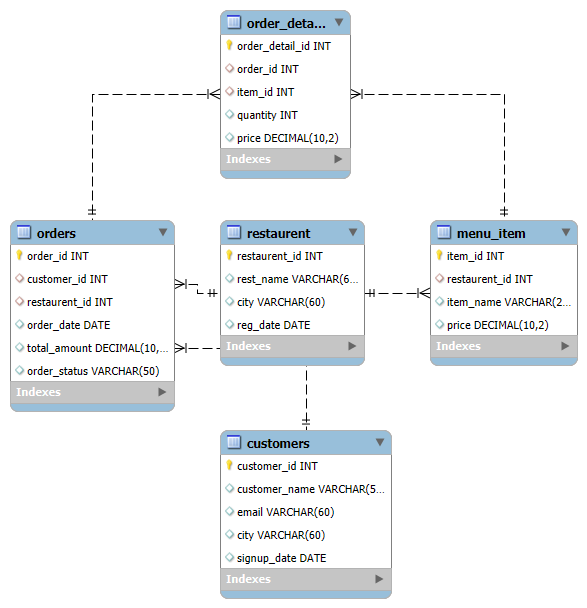 order_deta...
order_detail_id INT
order_id INT
item_id INT
quantity INT
price DECIMAL(10,2)
Indexes
orders
order_id INT
customer_id INT
restaurent_id INT
order_date DATE
total_amount DECIMAL(10,...
order_status VARCHAR(50)
Indexes
restaurent
restaurent_id INT
rest_name VARCHAR(6...
city VARCHAR(60)
reg_date DATE
Indexes
menu_item
item_id INT
restaurent_id INT
item_name VARCHAR(2...
price DECIMAL(10,2)
Indexes
customers
customer_id INT
customer_name VARCHAR(5...
email VARCHAR(60)
city VARCHAR(60)
signup_date DATE
Indexes